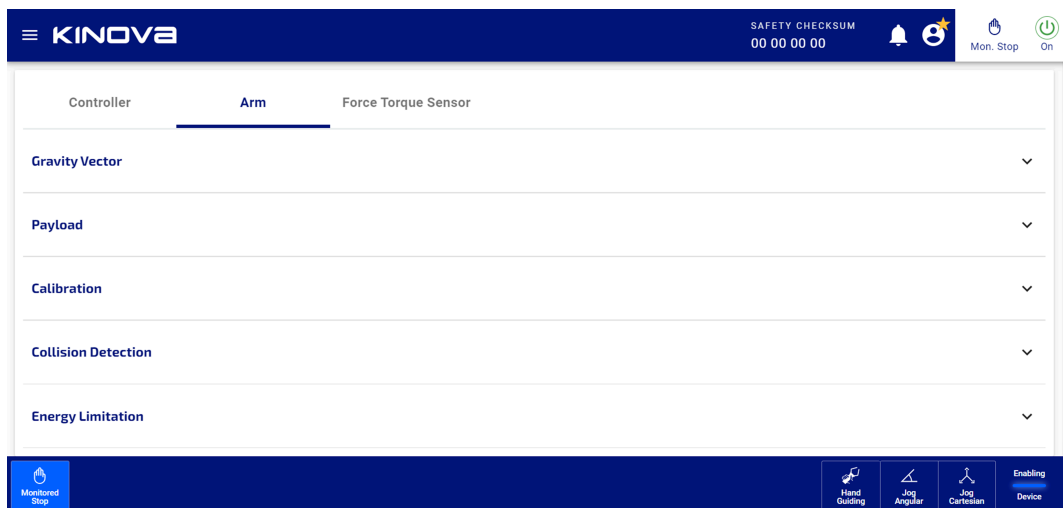 KINOVA
SAFETY CHECKSUM
00 00 00 00
Mon. Stop
On
Controller
Arm
Force Torque Sensor
Gravity Vector
Payload
Calibration
Collision Detection
Energy Limitation
Monitored
Stop
Hand
Guiding
Jog
Angular
Jog
Cartesian
Enabling
Device